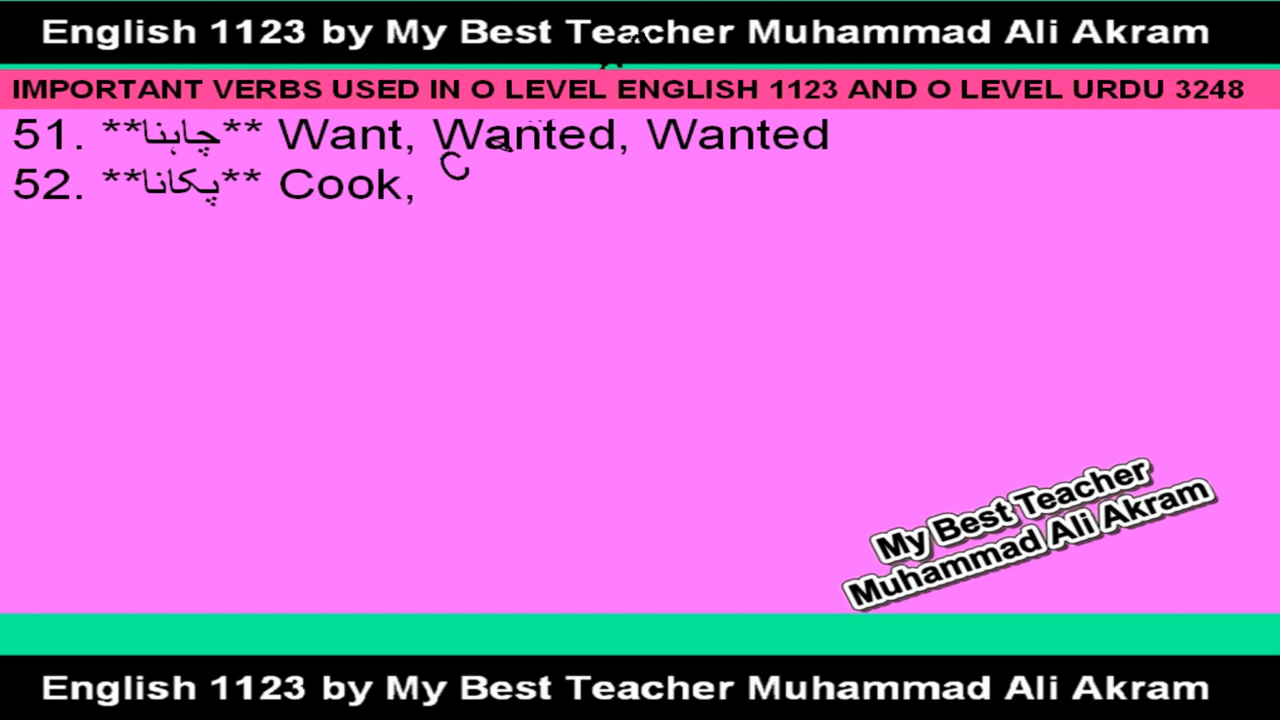 English 1123 by My Best Teacher Muhammad Ali Akram
IMPORTANT VERBS USED IN O LEVEL ENGLISH 1123 AND O LEVEL URDU 3248
51. **چاہنا** Want, Wanted, Wanted
52. **پکانا** Cook,
My Best Teacher
Muhammad Ali Akram
English 1123 by My Best Teacher Muhammad Ali Akram